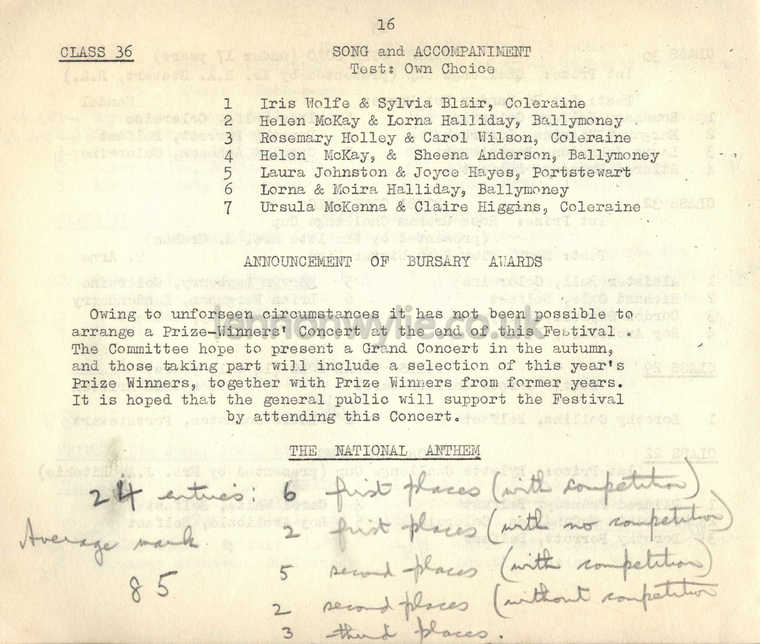 16
CLASS 36 SONG and ACCOMPANIMENT
Test: Own Choice
1 Iris Wolfe & Sylvia Blair, Coleraine
2 Helen McKay & Lorna Halliday, Ballymoney
3 Rosemary Holley & Carol Wilson, Coleraine
4 Helen McKay, & Sheena Anderson, Ballymoney
5 Laura Johnston & Joyce Hayes, Portstewart
6 Lorna & Moira Halliday, Ballymoney
7 Ursula McKenna & Claire Higgins, Coleraine
ANNOUNCEMENT OF BURSARY AWARDS
Owing to unforseen circumstances it has not been possible to
arrange a Prize-Winners' Concert at the end of this Festival .
lennonwylie.co.uk
The Committee hope to present a Grand Concert in the autumn,
and those taking part will include a selection of this year's
Prize Winners, together with Prize Winners from former years.
It is hoped that the general public will support the Festival
by attending this Concert.
THE NATIONAL ANTHEM
24 entries: 6 first places (with competition)
Average mark 2 first places (with no competition)
85 5 second places (with competition)
2 second places (without competition
3 third places.